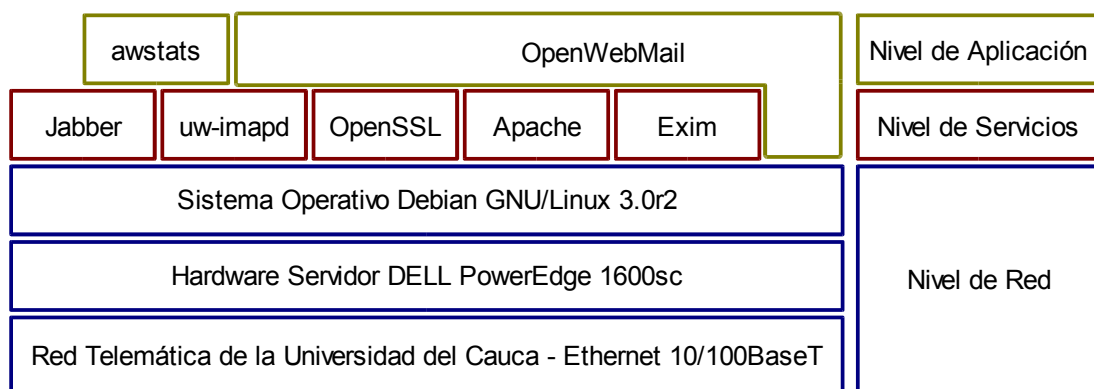 awstats
OpenWebMail
Nivel de Aplicación
Jabber
uw-imapd
OpenSSL
Apache
Exim
Nivel de Servicios
Sistema Operativo Debian GNU/Linux 3.0r2
Hardware Servidor DELL PowerEdge 1600sc
Nivel de Red
Red Telemática de la Universidad del Cauca - Ethernet 10/100BaseT